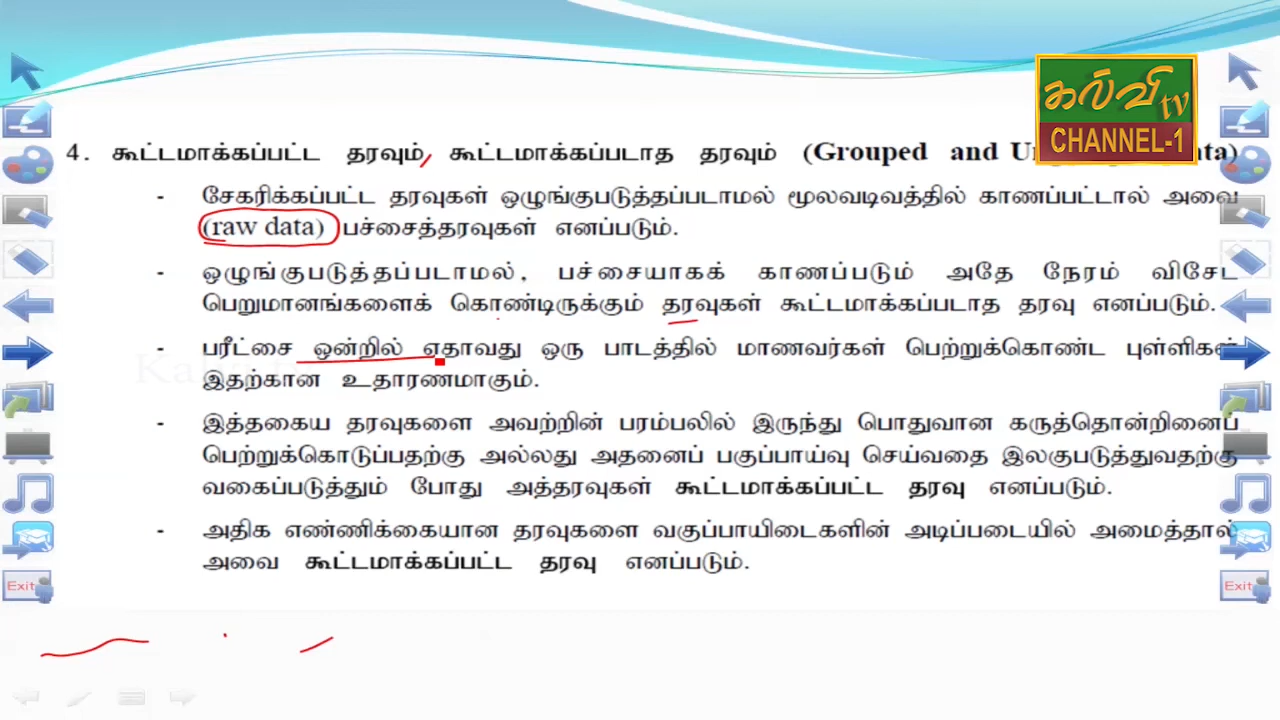 கல்வி tv
CHANNEL-1
4. கூட்டமாக்கப்பட்ட தரவும் கூட்டமாக்கப்படாத தரவும் (Grouped and
- சேகரிக்கப்பட்ட தரவுகள் ஒழுங்குபடுத்தப்படாமல் மூலவடிவத்தில் காணப்பட்டால் அவை
(raw data) பச்சைத்தரவுகள் எனப்படும்.
- ஒழுங்குபடுத்தப்படாமல், பச்சையாகக் காணப்படும் அதே நேரம் விசேட
பெறுமானங்களைக் கொண்டிருக்கும் தரவுகள் கூட்டமாக்கப்படாத தரவு எனப்படும்.
- பரீட்சை ஒன்றில் ஏதாவது ஒரு பாடத்தில் மாணவர்கள் பெற்றுக்கொண்ட புள்ளிகள்
இதற்கான உதாரணமாகும்.
- இத்தகைய தரவுகளை அவற்றின் பரம்பலில் இருந்து பொதுவான கருத்தொன்றினைப்
பெற்றுக்கொடுப்பதற்கு அல்லது அதனைப் பகுப்பாய்வு செய்வதை இலகுபடுத்துவதற்கு
வகைப்படுத்தும் போது அத்தரவுகள் கூட்டமாக்கப்பட்ட தரவு எனப்படும்.
- அதிக எண்ணிக்கையான தரவுகளை வகுப்பாயிடைகளின் அடிப்படையில் அமைத்தால்
அவை கூட்டமாக்கப்பட்ட தரவு எனப்படும்.
Exit
Exit